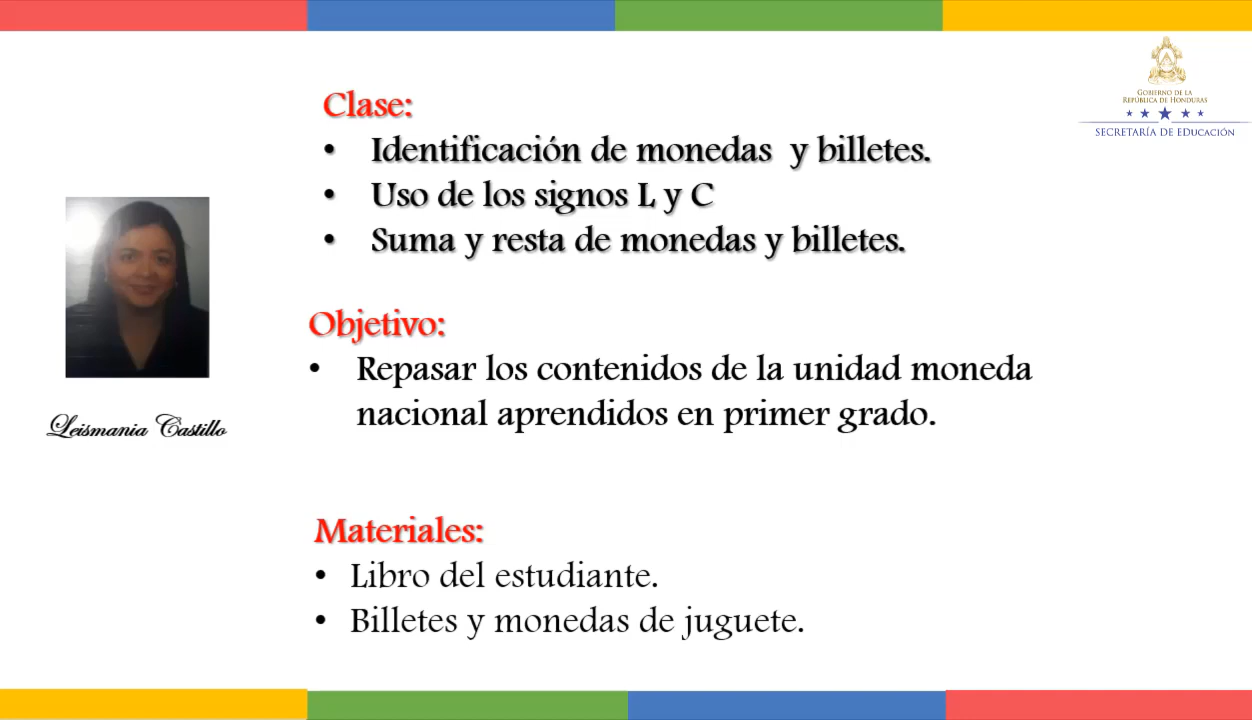 GOBIERNO DE LA
REPÚBLICA DE HONDURAS
SECRETARÍA DE EDUCACIÓN
Clase:
• Identificación de monedas y billetes.
• Uso de los signos L y C
• Suma y resta de monedas y billetes.
Leismania Castillo
Objetivo:
• Repasar los contenidos de la unidad moneda
nacional aprendidos en primer grado.
Materiales:
• Libro del estudiante.
• Billetes y monedas de juguete.